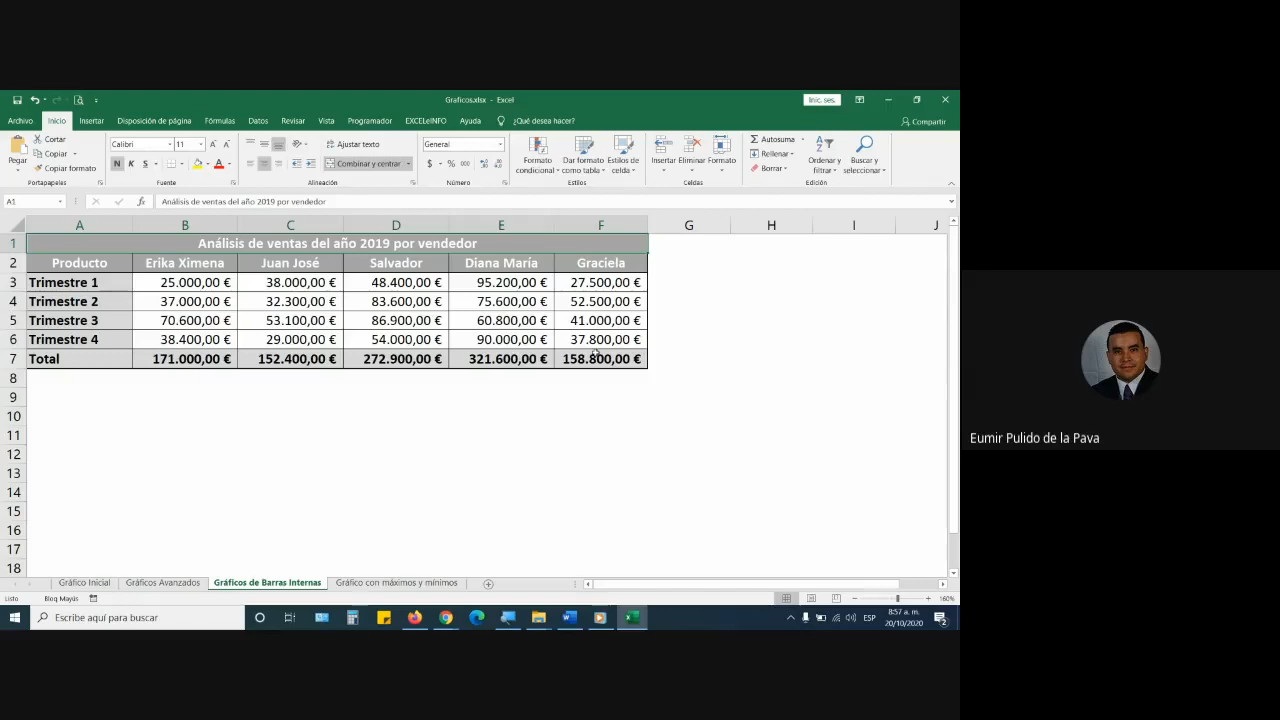 Graficos.xlsx - Excel
Inic. ses.
Archivo Inicio Insertar Disposición de página Fórmulas Datos Revisar Vista Programador EXCELeINFO Ayuda ¿Qué desea hacer? Compartir
Pegar
Cortar
Copiar
Copiar formato
Portapapeles
Calibri 11
N K S
Fuente
Ajustar texto
Combinar y centrar
Alineación
General
$ % 000
Número
Formato condicional
Dar formato como tabla
Estilos de celda
Estilos
Insertar Eliminar Formato
Celdas
Autosuma
Rellenar
Borrar
Ordenar y filtrar
Buscar y seleccionar
Edición
A1 Análisis de ventas del año 2019 por vendedor
A B C D E F G H I J
1 Análisis de ventas del año 2019 por vendedor
2 Producto Erika Ximena Juan José Salvador Diana María Graciela
3 Trimestre 1 25.000,00 € 38.000,00 € 48.400,00 € 95.200,00 € 27.500,00 €
4 Trimestre 2 37.000,00 € 32.300,00 € 83.600,00 € 75.600,00 € 52.500,00 €
5 Trimestre 3 70.600,00 € 53.100,00 € 86.900,00 € 60.800,00 € 41.000,00 €
6 Trimestre 4 38.400,00 € 29.000,00 € 54.000,00 € 90.000,00 € 37.800,00 €
7 Total 171.000,00 € 152.400,00 € 272.900,00 € 321.600,00 € 158.800,00 €
8
9
10
11
12
13
14
15
16
17
18
Gráfico Inicial Gráficos Avanzados Gráficos de Barras Internas Gráfico con máximos y mínimos
Listo Bloq Mayús 160%
Escribe aquí para buscar
ESP
8:57 a. m.
20/10/2020
2
Eumir Pulido de la Pava